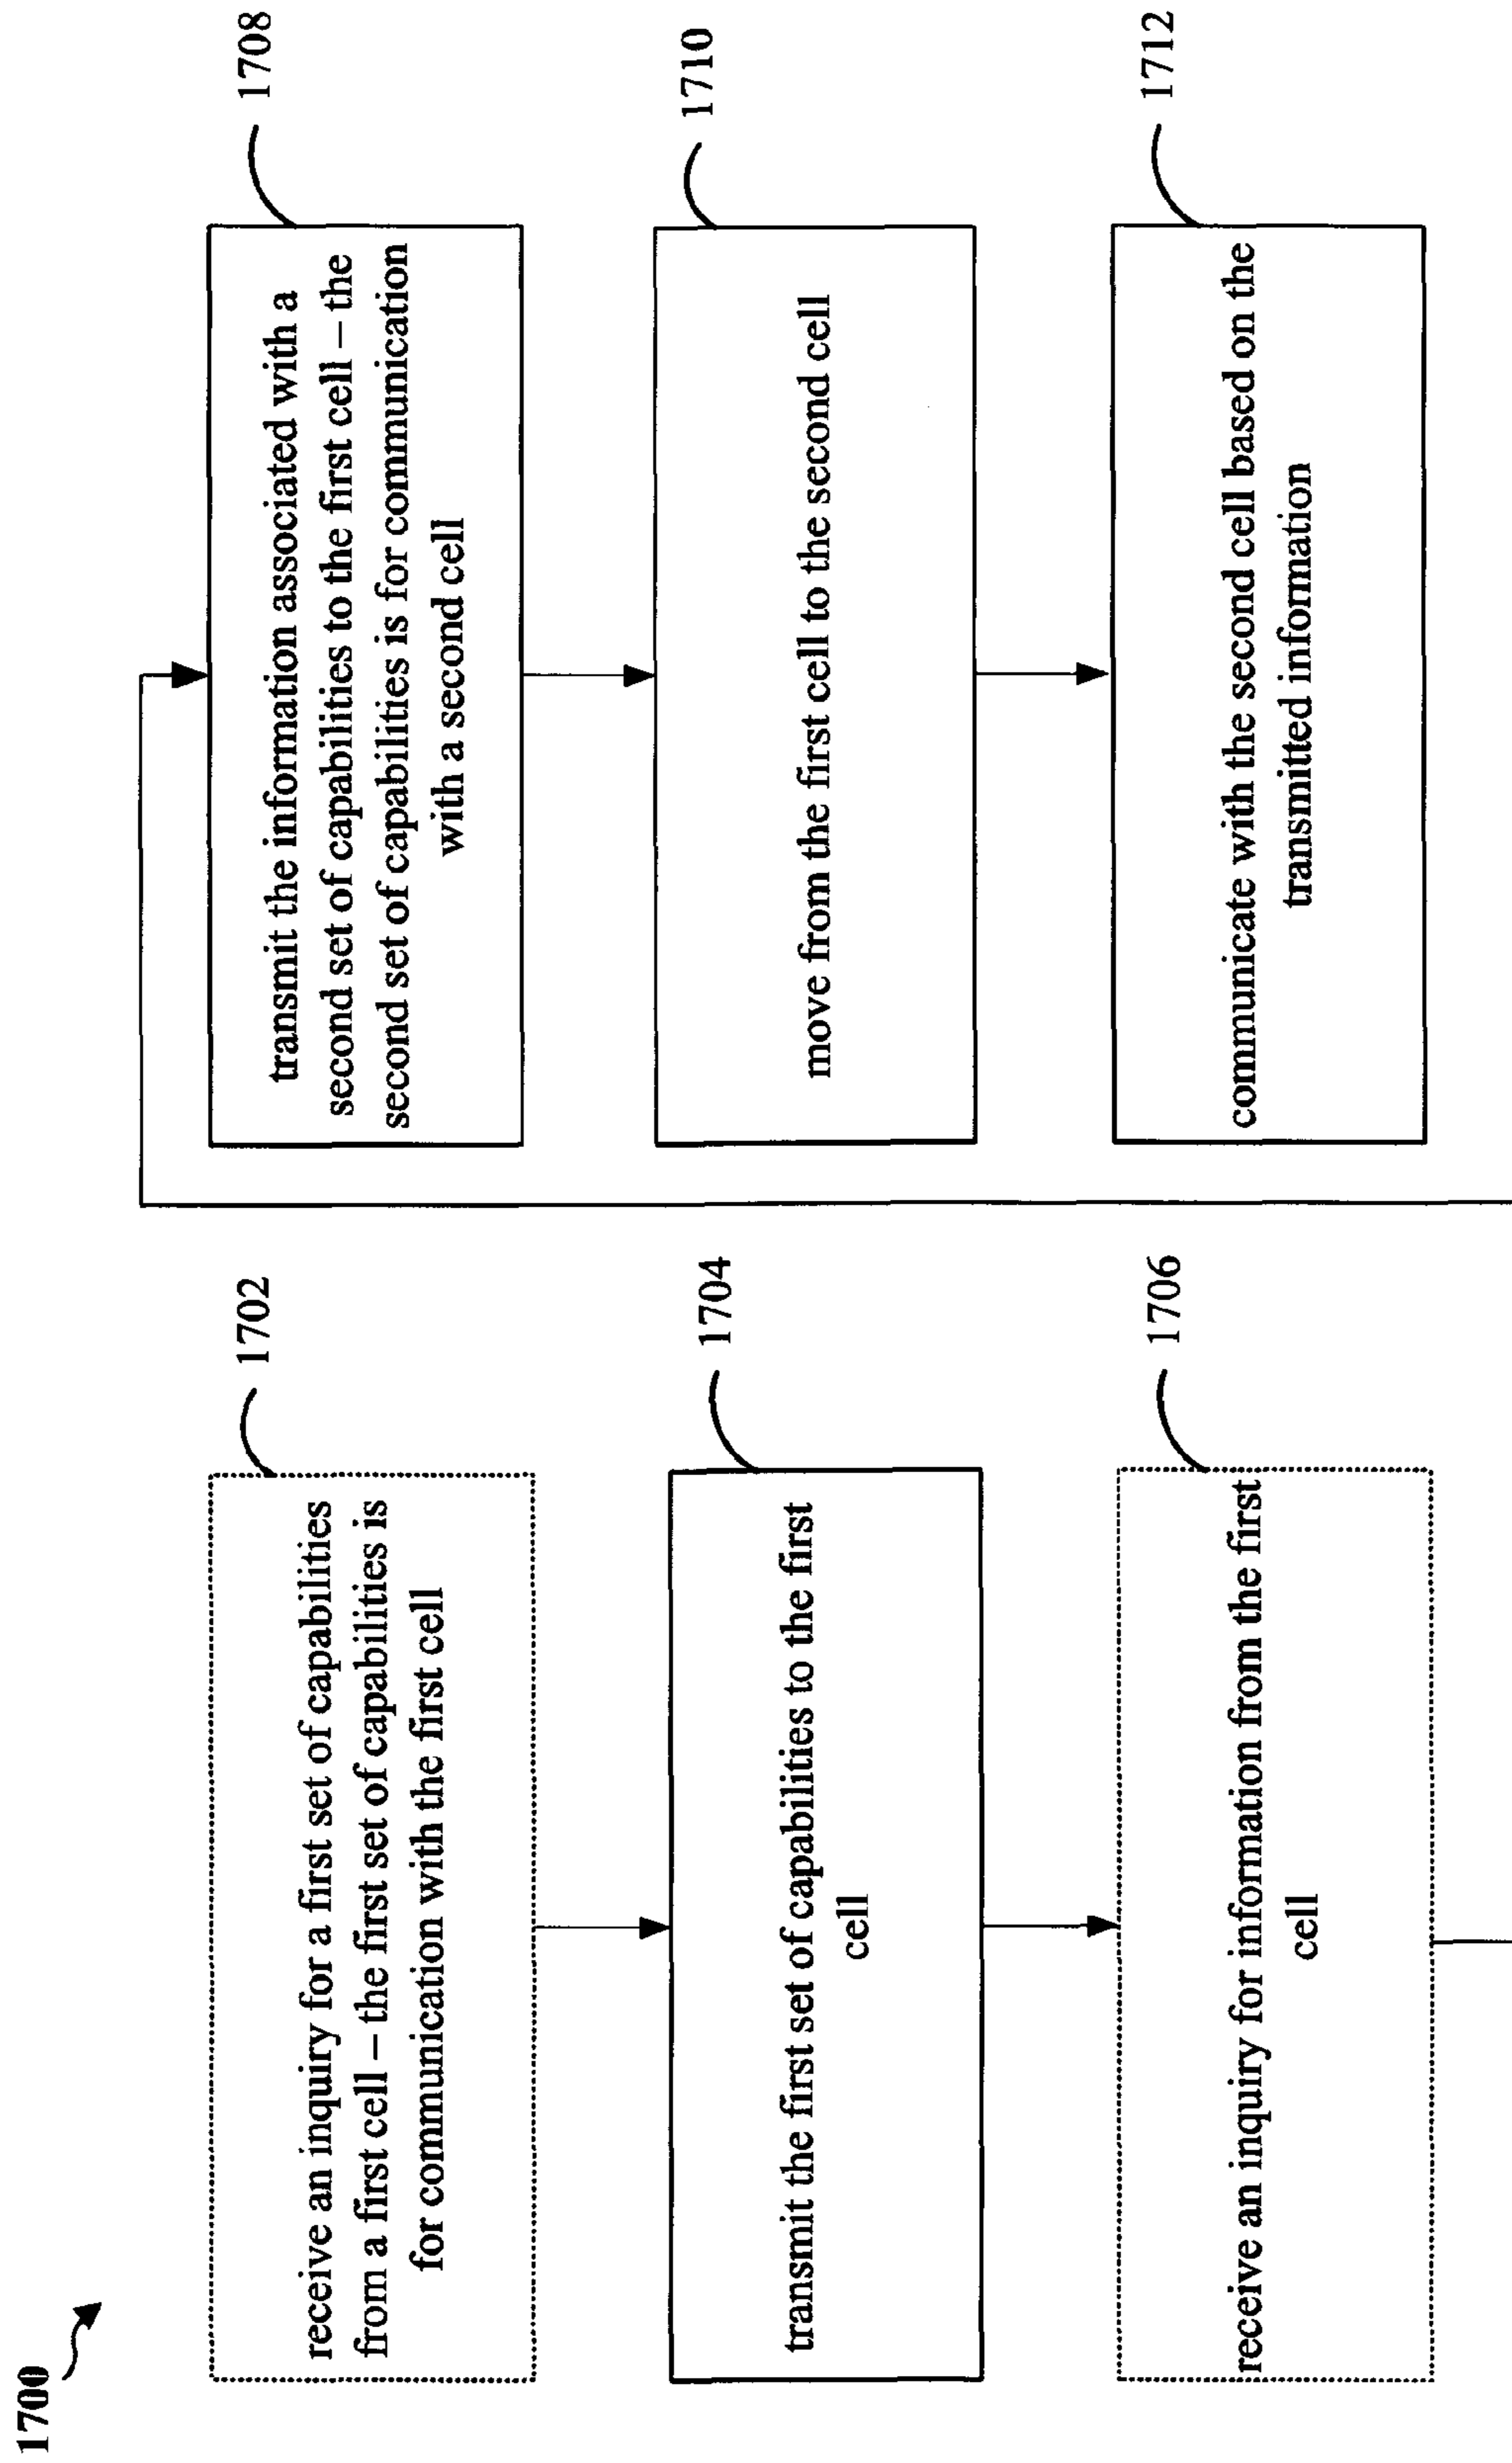 1700
1702
receive an inquiry for a first set of capabilities
from a first cell – the first set of capabilities is
for communication with the first cell
1704
transmit the first set of capabilities to the first
cell
1706
receive an inquiry for information from the first
cell
1708
transmit the information associated with a
second set of capabilities to the first cell – the
second set of capabilities is for communication
with a second cell
1710
move from the first cell to the second cell
1712
communicate with the second cell based on the
transmitted information